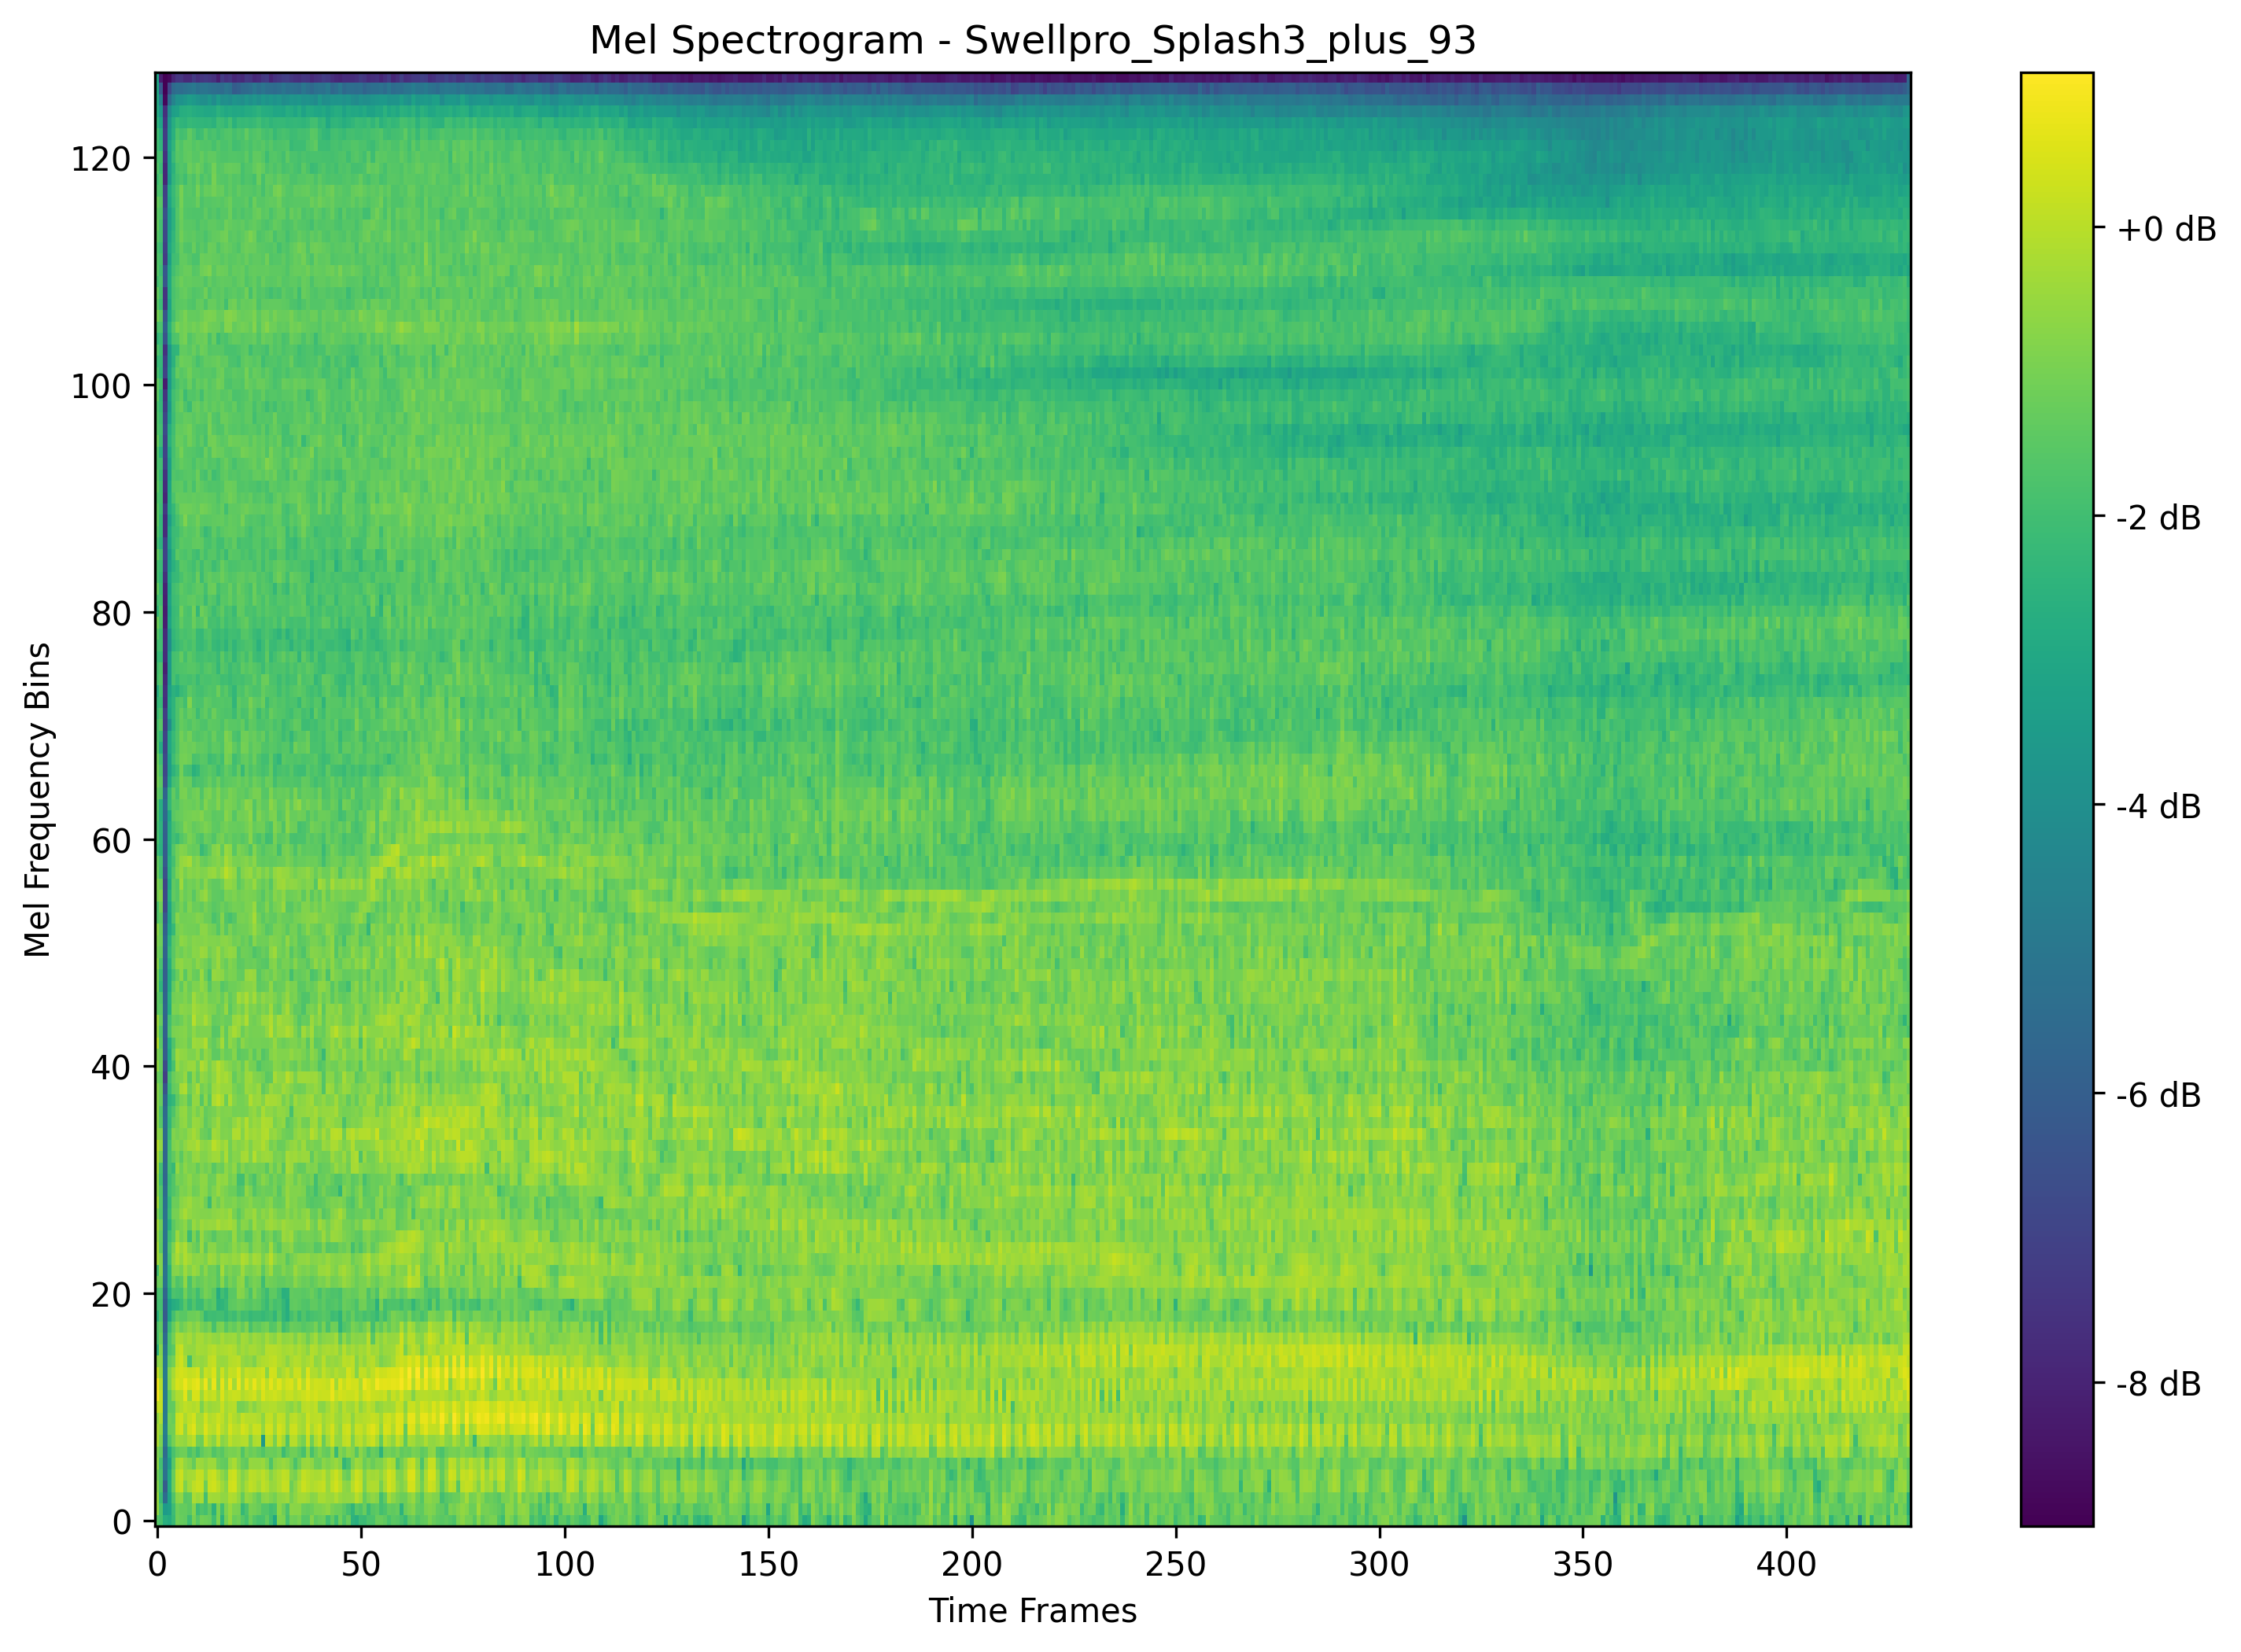 Mel Spectrogram - Swellpro_Splash3_plus_93
Mel Frequency Bins
120
100
80
60
40
20
0
0 50 100 150 200 250 300 350 400
Time Frames
+0 dB
-2 dB
-4 dB
-6 dB
-8 dB